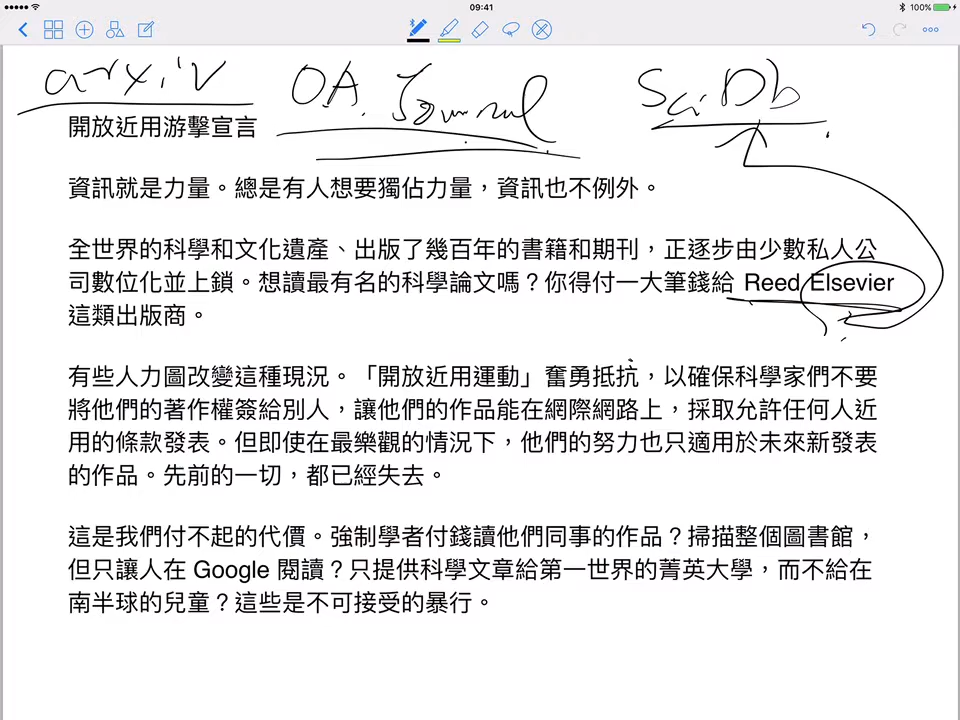 09:41
100%
arxiv OA. Journal Sci Db
開放近用游擊宣言
資訊就是力量。總是有人想要獨佔力量，資訊也不例外。
全世界的科學和文化遺產、出版了幾百年的書籍和期刊，正逐步由少數私人公
司數位化並上鎖。想讀最有名的科學論文嗎？你得付一大筆錢給 Reed Elsevier
這類出版商。
有些人力圖改變這種現況。「開放近用運動」奮勇抵抗，以確保科學家們不要
將他們的著作權簽給別人，讓他們的作品能在網際網路上，採取允許任何人近
用的條款發表。但即使在最樂觀的情況下，他們的努力也只適用於未來新發表
的作品。先前的一切，都已經失去。
這是我們付不起的代價。強制學者付錢讀他們同事的作品？掃描整個圖書館，
但只讓人在 Google 閱讀？只提供科學文章給第一世界的菁英大學，而不給在
南半球的兒童？這些是不可接受的暴行。